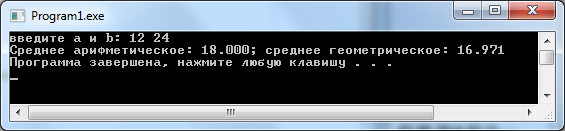 Program1.exe
введите a и b: 12 24
Среднее арифметическое: 18.000; среднее геометрическое: 16.971
Программа завершена, нажмите любую клавишу . . .